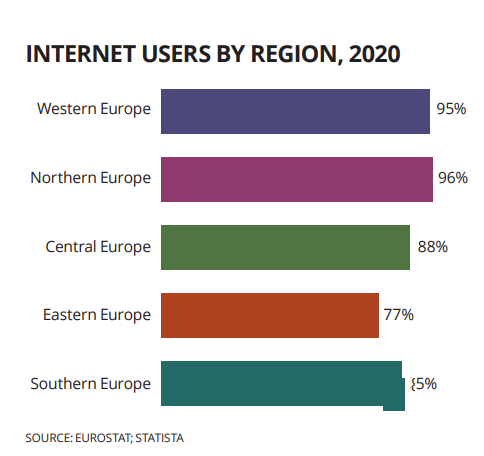 INTERNET USERS BY REGION, 2020
Western Europe 95%
Northern Europe 96%
Central Europe 88%
Eastern Europe 77%
Southern Europe 85%
SOURCE: EUROSTAT; STATISTA